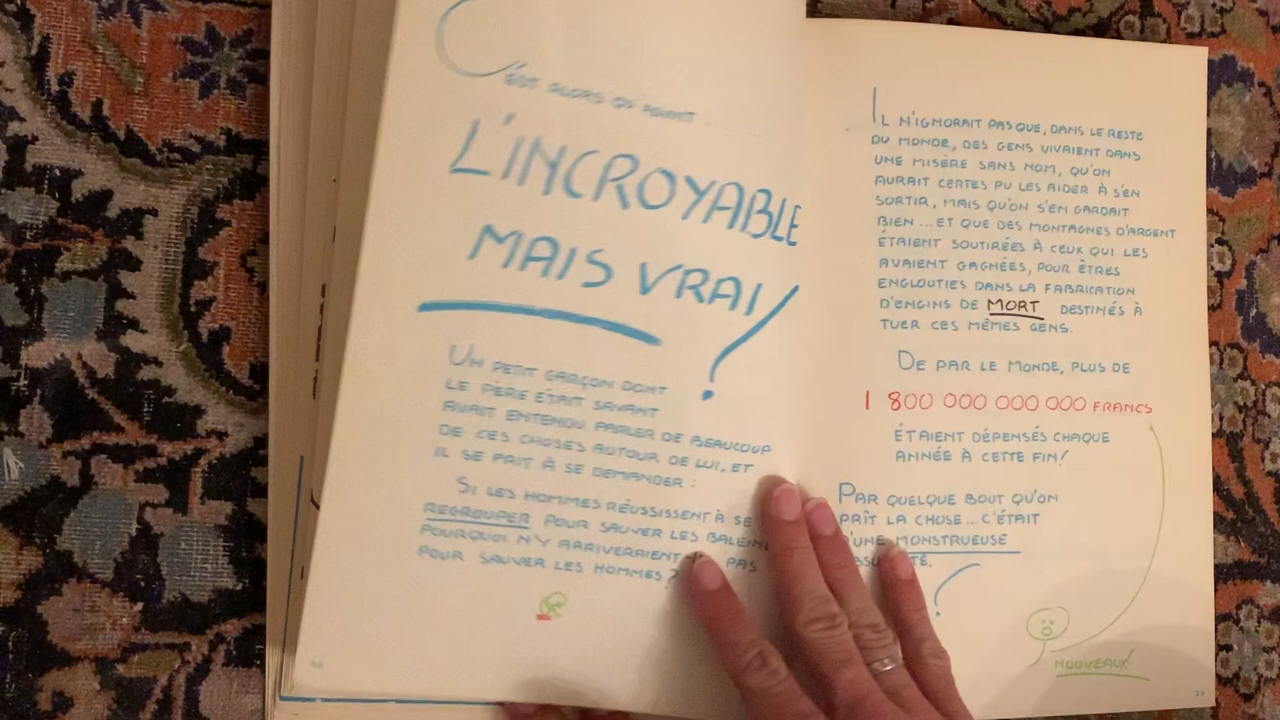 C'est alors qu'advint
L'INCROYABLE
MAIS VRAI!
UN PETIT GARÇON DONT
LE PÈRE ÉTAIT SAVANT
AVAIT ENTENDU PARLER DE BEAUCOUP
DE CES CHOSES AUTOUR DE LUI, ET
IL SE PRIT À SE DEMANDER :
SI LES HOMMES RÉUSSISSENT À SE
REGROUPER POUR SAUVER LES
POURQUOI N'Y ARRIVERAIENT PAS
POUR SAUVER LES HOMMES?
IL N'IGNORAIT PAS QUE, DANS LE RESTE
DU MONDE, DES GENS VIVAIENT DANS
UNE MISÈRE SANS NOM, QU'ON
AURAIT CERTES PU LES AIDER À S'EN
SORTIR, MAIS QU'ON S'EN GARDAIT
BIEN... ET QUE DES MONTAGNES D'ARGENT
ÉTAIENT SOUTIRÉES À CEUX QUI LES
AVAIENT GAGNÉES, POUR ÊTRES
ENGLOUTIES DANS LA FABRICATION
D'ENGINS DE MORT DESTINÉS À
TUER CES MÊMES GENS.
DE PAR LE MONDE, PLUS DE
1 800 000 000 000 FRANCS
ÉTAIENT DÉPENSÉS CHAQUE
ANNÉE À CETTE FIN!
PAR QUELQUE BOUT QU'ON
PRÎT LA CHOSE... C'ÉTAIT
D'UNE MONSTRUEUSE
NOUVEAUX!